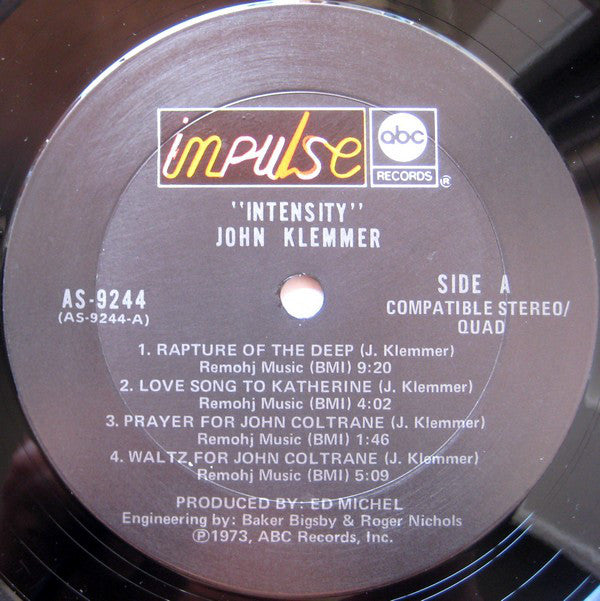 impulse abc
RECORDS ®
"INTENSITY"
JOHN KLEMMER
AS-9244
(AS-9244-A)
SIDE A
COMPATIBLE STEREO/
QUAD
1. RAPTURE OF THE DEEP (J. Klemmer)
Remohj Music (BMI) 9:20
2. LOVE SONG TO KATHERINE (J. Klemmer)
Remohj Music (BMI) 4:02
3. PRAYER FOR JOHN COLTRANE (J. Klemmer)
Remohj Music (BMI) 1:46
4. WALTZ FOR JOHN COLTRANE (J. Klemmer)
Remohj Music (BMI) 5:09
PRODUCED BY: ED MICHEL
Engineering by: Baker Bigsby & Roger Nichols
℗1973, ABC Records, Inc.